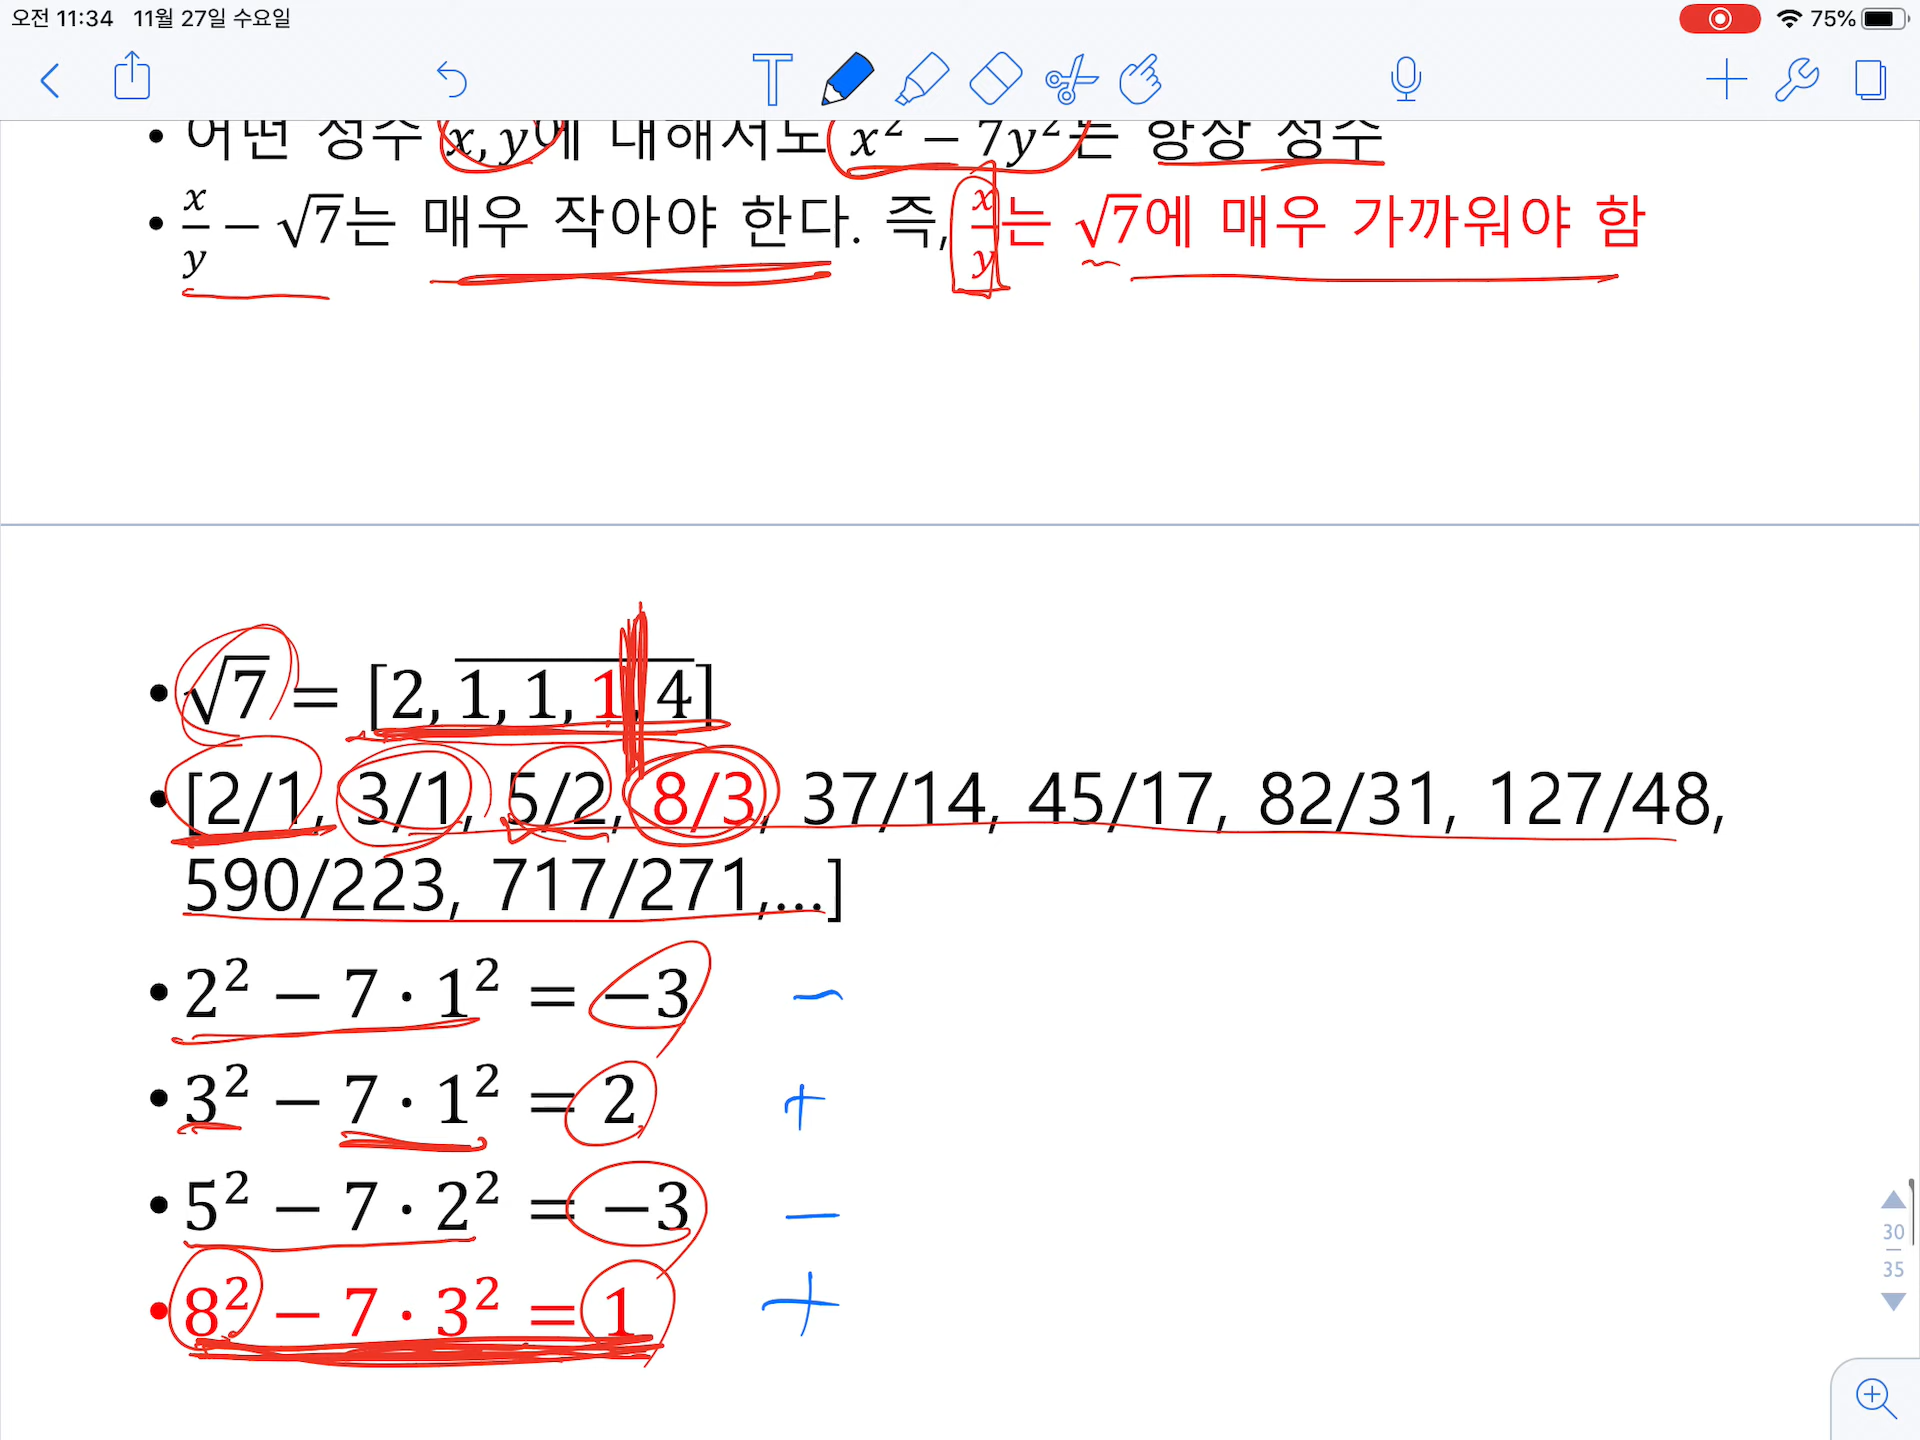 오전 11:34 11월 27일 수요일 75%
• 어떤 정수 x, y에 대해서도 x² − 7y²는 항상 정수
• x/y − √7는 매우 작아야 한다. 즉, x/y는 √7에 매우 가까워야 함
• √7 = [2, 1, 1, 1, 4]
• [2/1, 3/1, 5/2, 8/3, 37/14, 45/17, 82/31, 127/48,
590/223, 717/271,...]
• 2² − 7 · 1² = −3 −
• 3² − 7 · 1² = 2 +
• 5² − 7 · 2² = −3 −
• 8² − 7 · 3² = 1 +
30
35